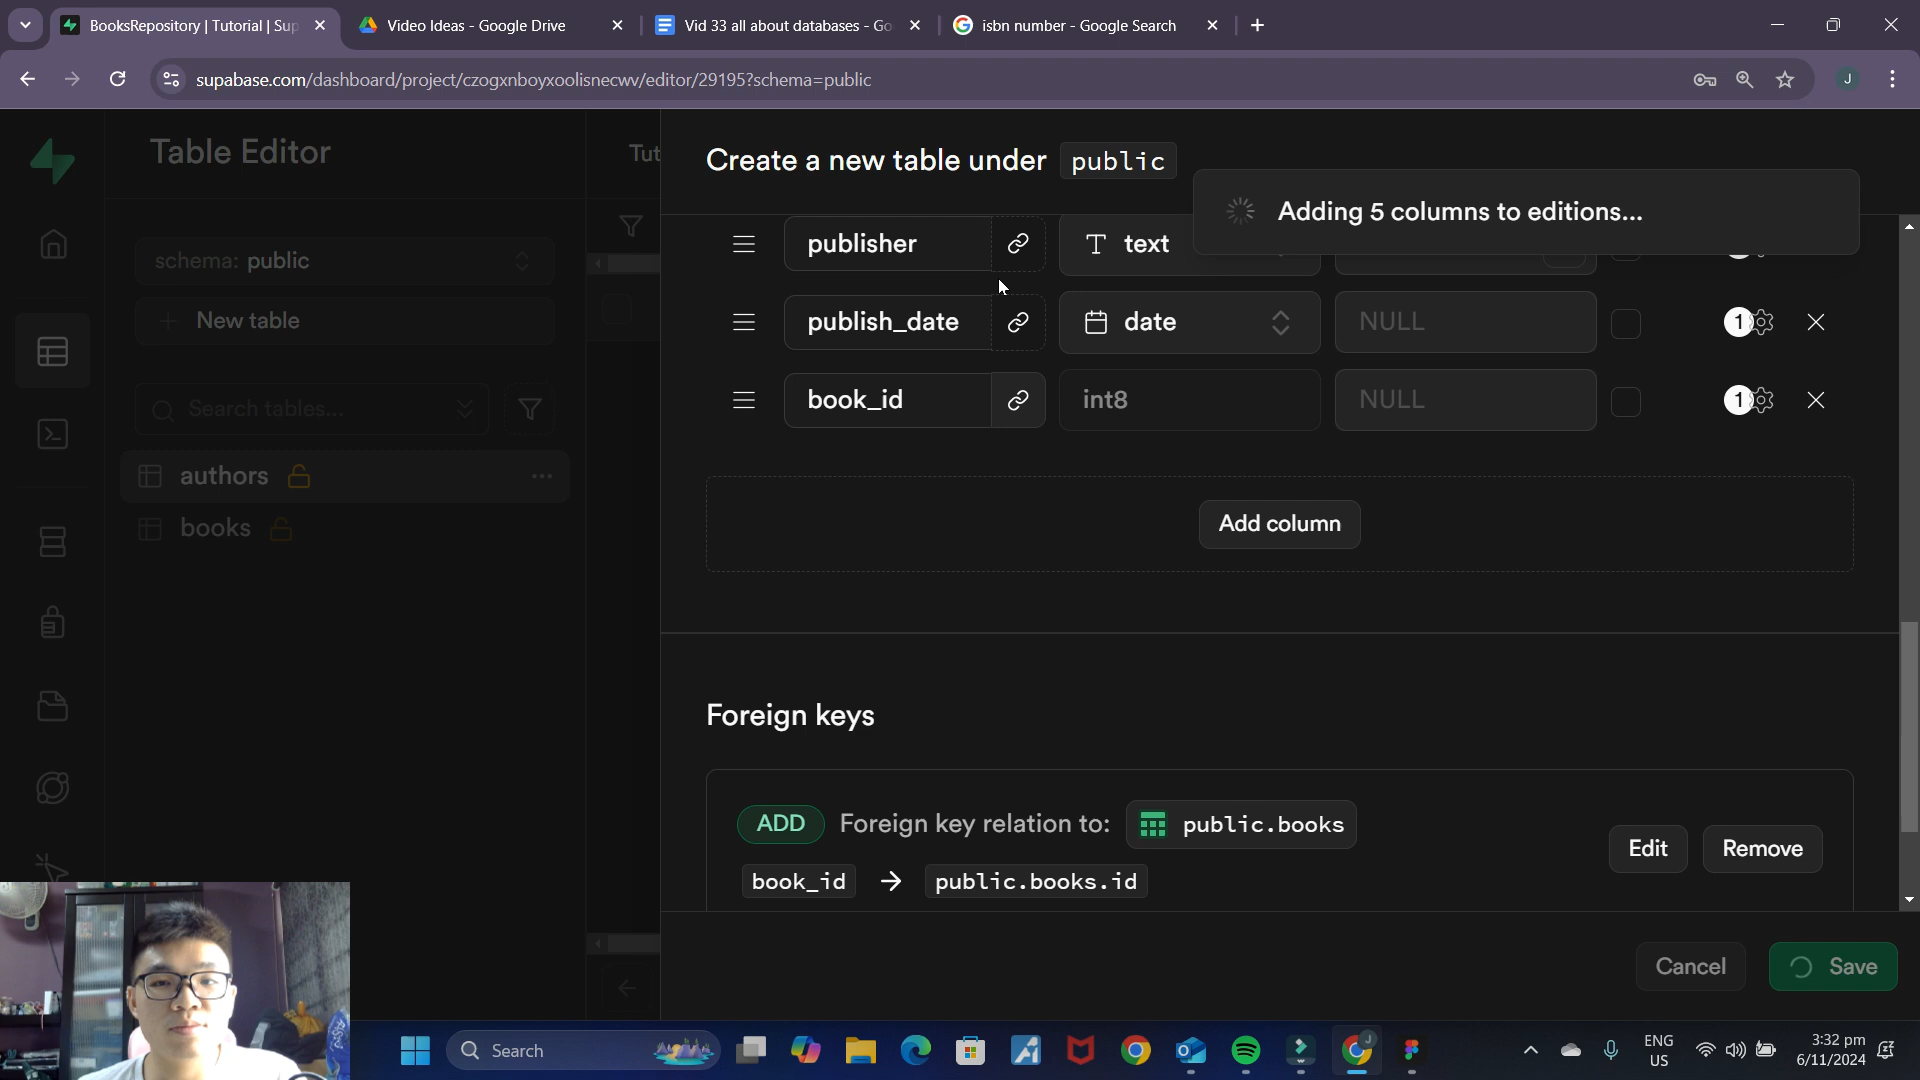 BooksRepository | Tutorial | Sup
Video Ideas - Google Drive
Vid 33 all about databases - Go
isbn number - Google Search
supabase.com/dashboard/project/czogxnboyxoolisnecwv/editor/29195?schema=public
J
Table Editor
Tut
Create a new table under public
Adding 5 columns to editions...
schema: public
New table
Search tables...
authors
books
publisher
text
publish_date
date
NULL
1
book_id
int8
NULL
1
Add column
Foreign keys
ADD
Foreign key relation to:
public.books
book_id → public.books.id
Edit
Remove
Cancel
Save
Search
ENG
US
3:32 pm
6/11/2024